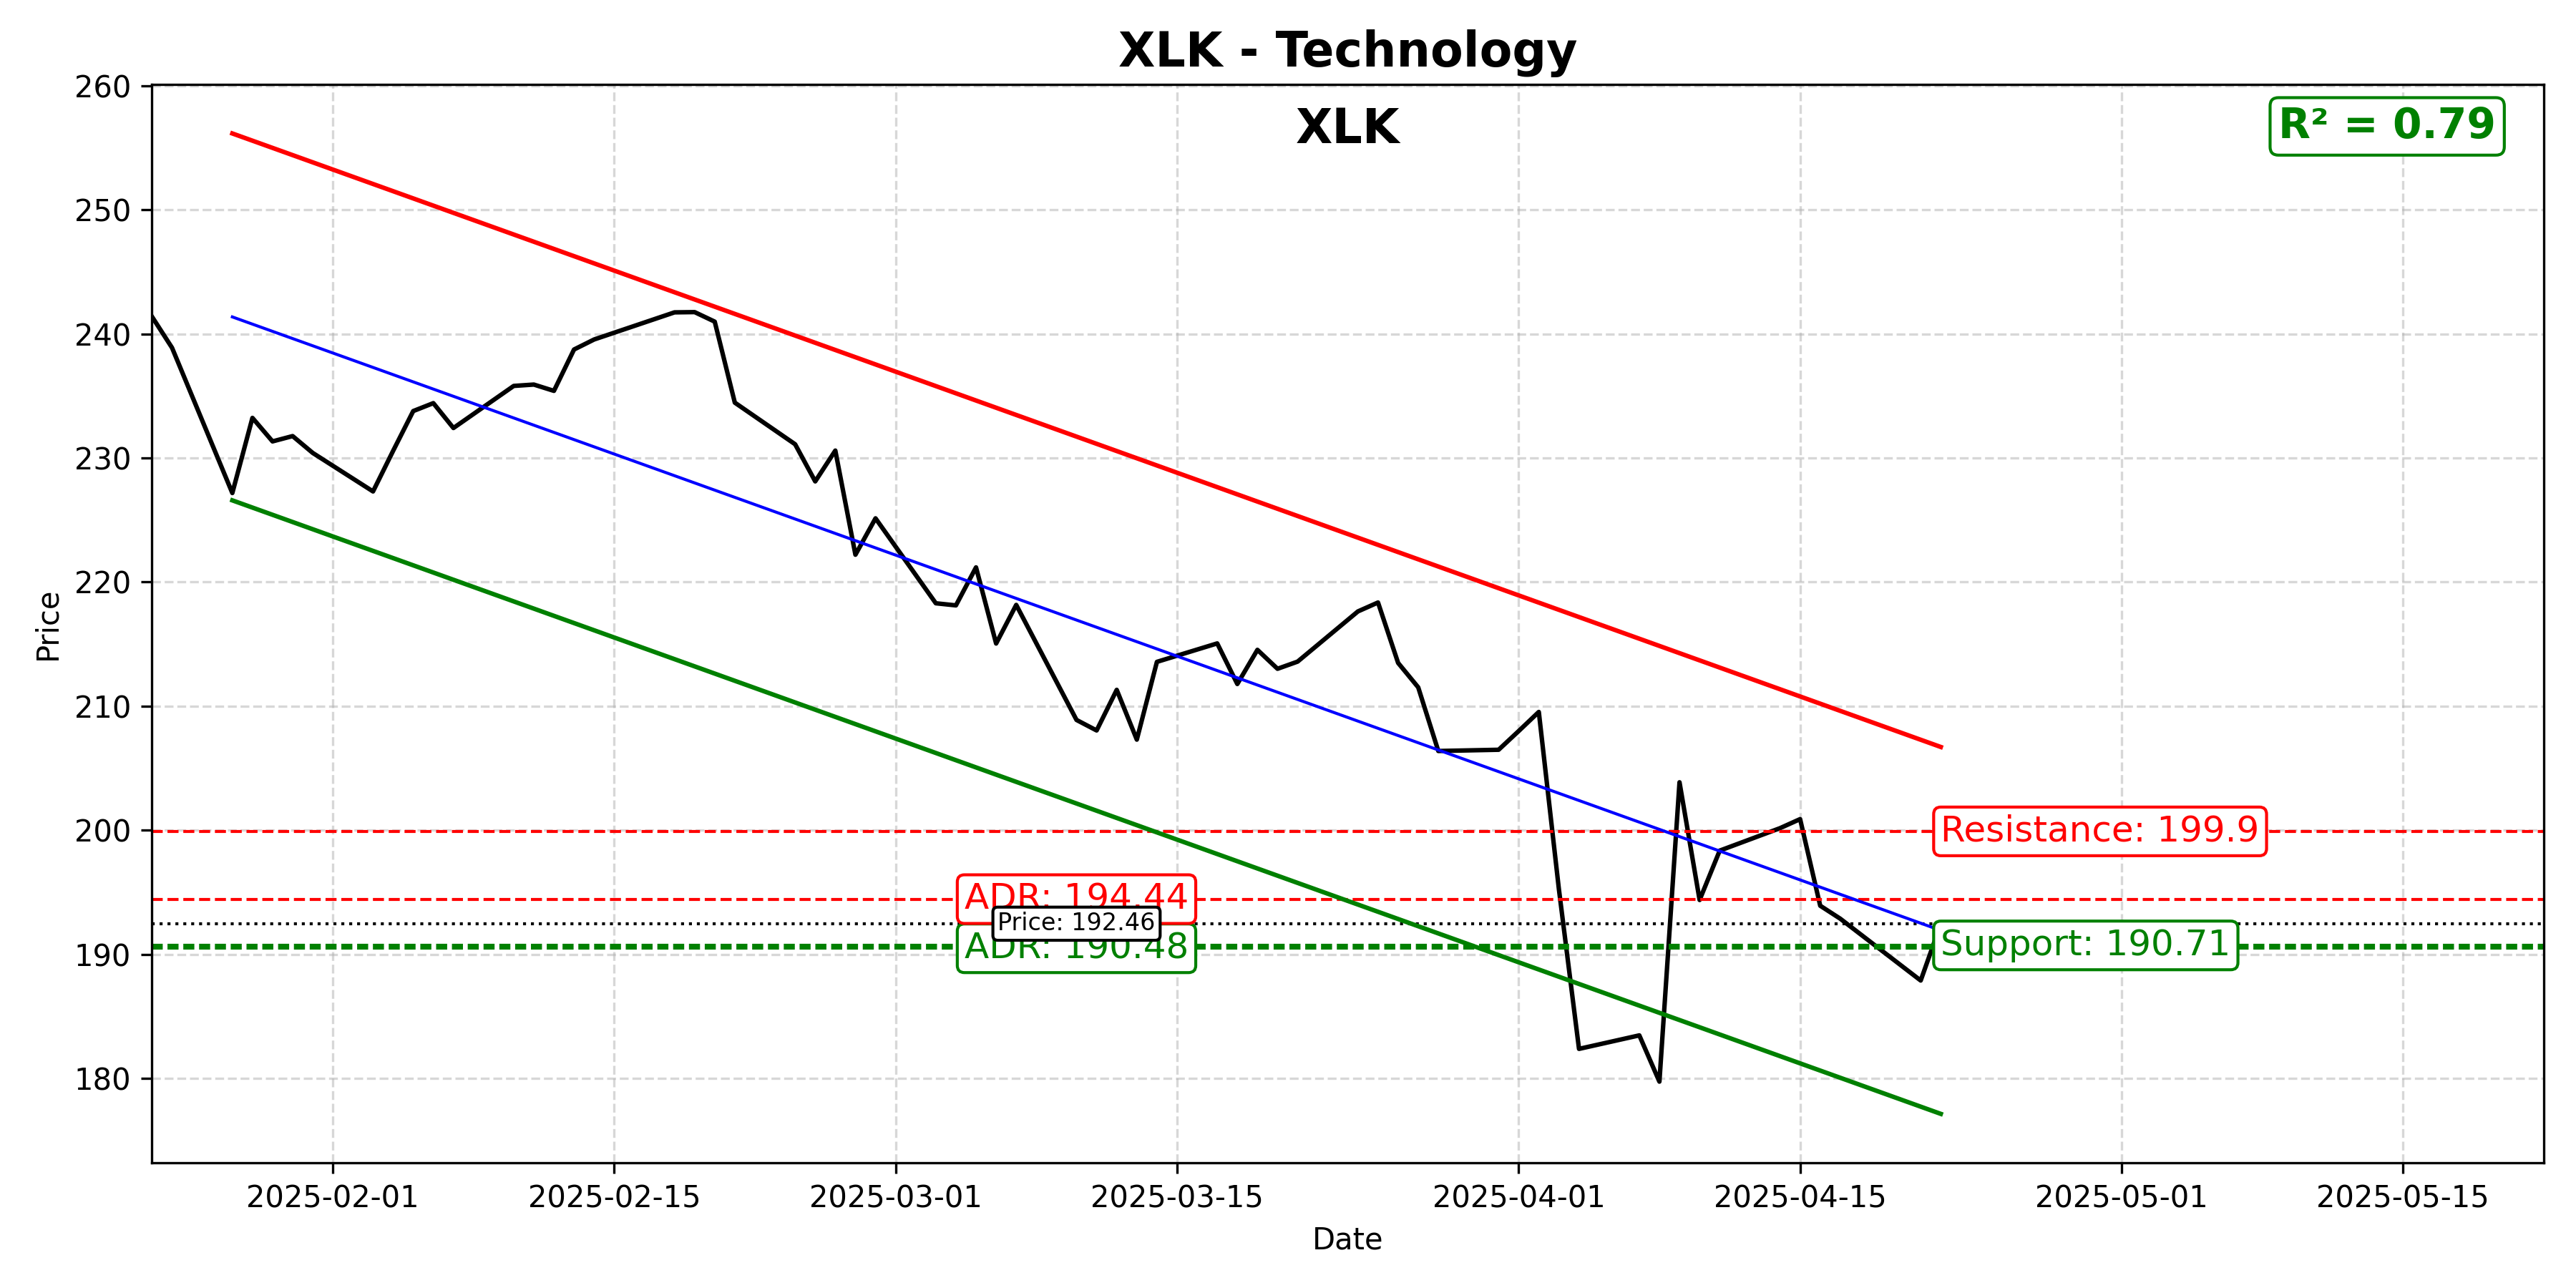 XLK - Technology
XLK
R² = 0.79
260
250
240
230
220
210
200
190
180
Price
Resistance: 199.9
ADR: 194.44
Price: 192.46
ADR: 190.48
Support: 190.71
2025-02-01
2025-02-15
2025-03-01
2025-03-15
2025-04-01
2025-04-15
2025-05-01
2025-05-15
Date